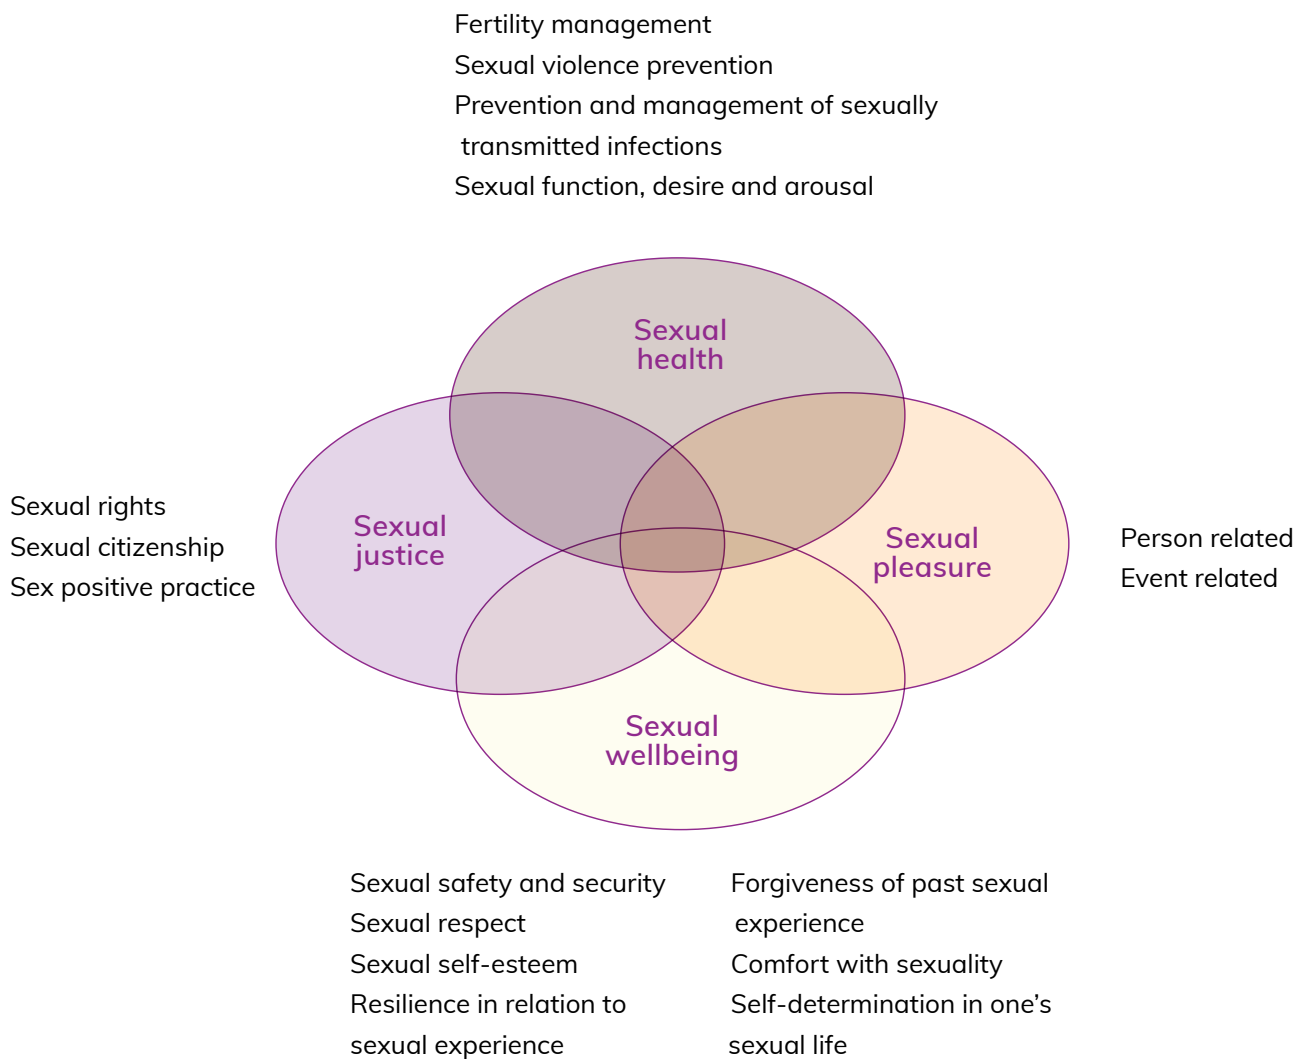 Fertility management
Sexual violence prevention
Prevention and management of sexually
transmitted infections
Sexual function, desire and arousal
Sexual
health
Sexual rights
Sexual citizenship
Sex positive practice
Sexual
justice
Sexual
pleasure
Person related
Event related
Sexual
wellbeing
Sexual safety and security
Sexual respect
Sexual self-esteem
Resilience in relation to
sexual experience
Forgiveness of past sexual
experience
Comfort with sexuality
Self-determination in one’s
sexual life